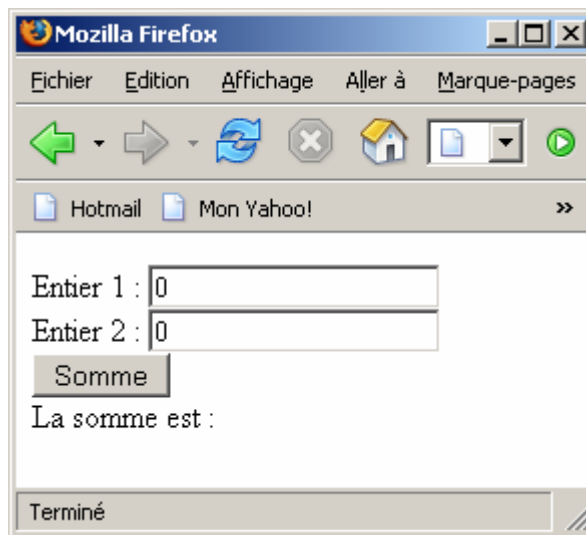 Mozilla Firefox
Fichier Edition Affichage Aller à Marque-pages
Hotmail Mon Yahoo! »
Entier 1 : 0
Entier 2 : 0
Somme
La somme est :
Terminé